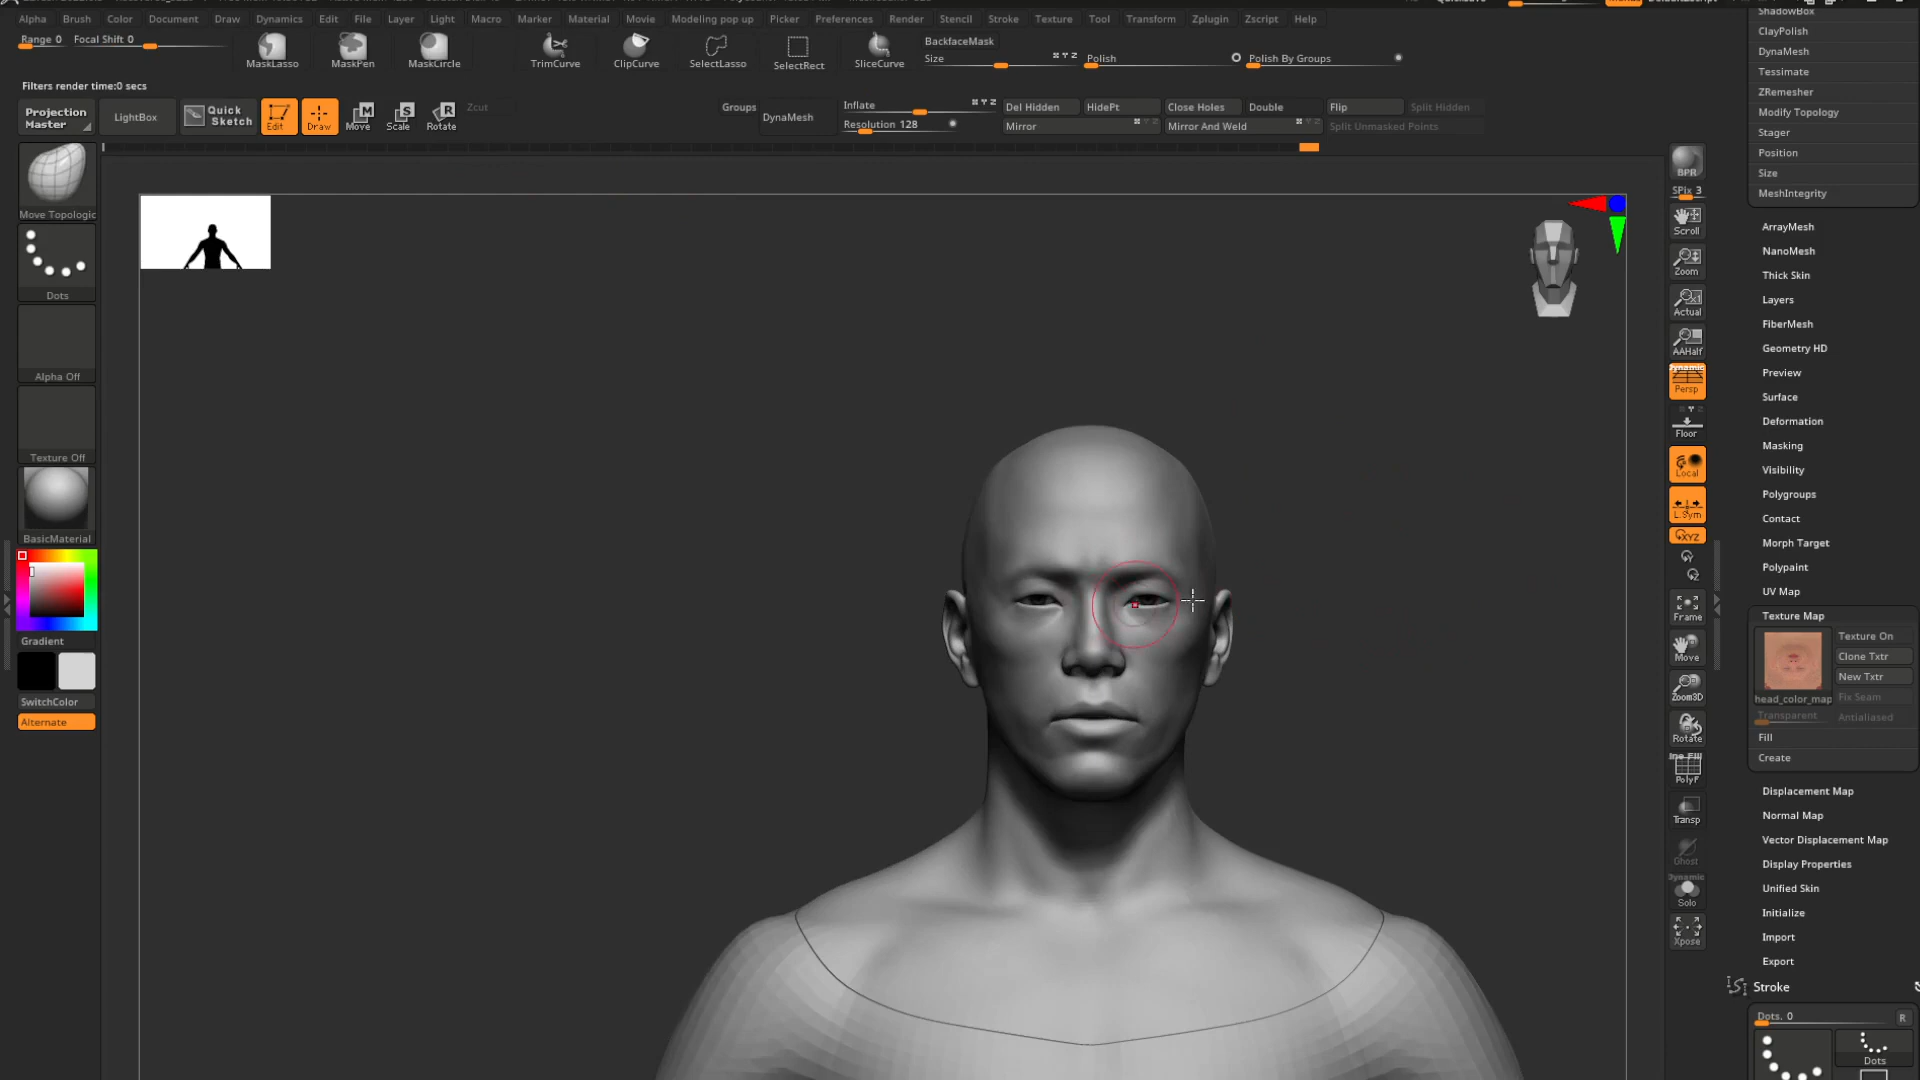 Alpha Brush Color Document Draw Dynamics Edit File Layer Light Macro Marker Material Movie Modeling pop up Picker Preferences Render Stencil Stroke Texture Tool Transform Zplugin Zscript Help
Range 0 Focal Shift 0
MaskLasso MaskPen MaskCircle TrimCurve ClipCurve SelectLasso SelectRect SliceCurve
BackfaceMask
Size Polish Polish By Groups
Filters render time:0 secs
Projection Master
LightBox
Quick Sketch
Edit Draw Move Scale Rotate
Zcut
Groups DynaMesh
Inflate
Resolution 128
Del Hidden HidePt Close Holes Double Flip Split Hidden
Mirror Mirror And Weld Split Unmasked Points
Move Topologic
Dots
Alpha Off
Texture Off
BasicMaterial
Gradient
SwitchColor
Alternate
BPR
SPix 3
Scroll
Zoom
Actual
AAHalf
Dynamic
Persp
Floor
Local
L.Sym
XYZ
Frame
Move
Zoom3D
Rotate
Line Fill
PolyF
Transp
Ghost
Dynamic
Solo
Xpose
ShadowBox
ClayPolish
DynaMesh
Tessimate
ZRemesher
Modify Topology
Stager
Position
Size
MeshIntegrity
ArrayMesh
NanoMesh
Thick Skin
Layers
FiberMesh
Geometry HD
Preview
Surface
Deformation
Masking
Visibility
Polygroups
Contact
Morph Target
Polypaint
UV Map
Texture Map
Texture On
Clone Txtr
New Txtr
head_color_map Fix Seam
Transparent Antialiased
Fill
Create
Displacement Map
Normal Map
Vector Displacement Map
Display Properties
Unified Skin
Initialize
Import
Export
Stroke
Dots. 0 R
Dots